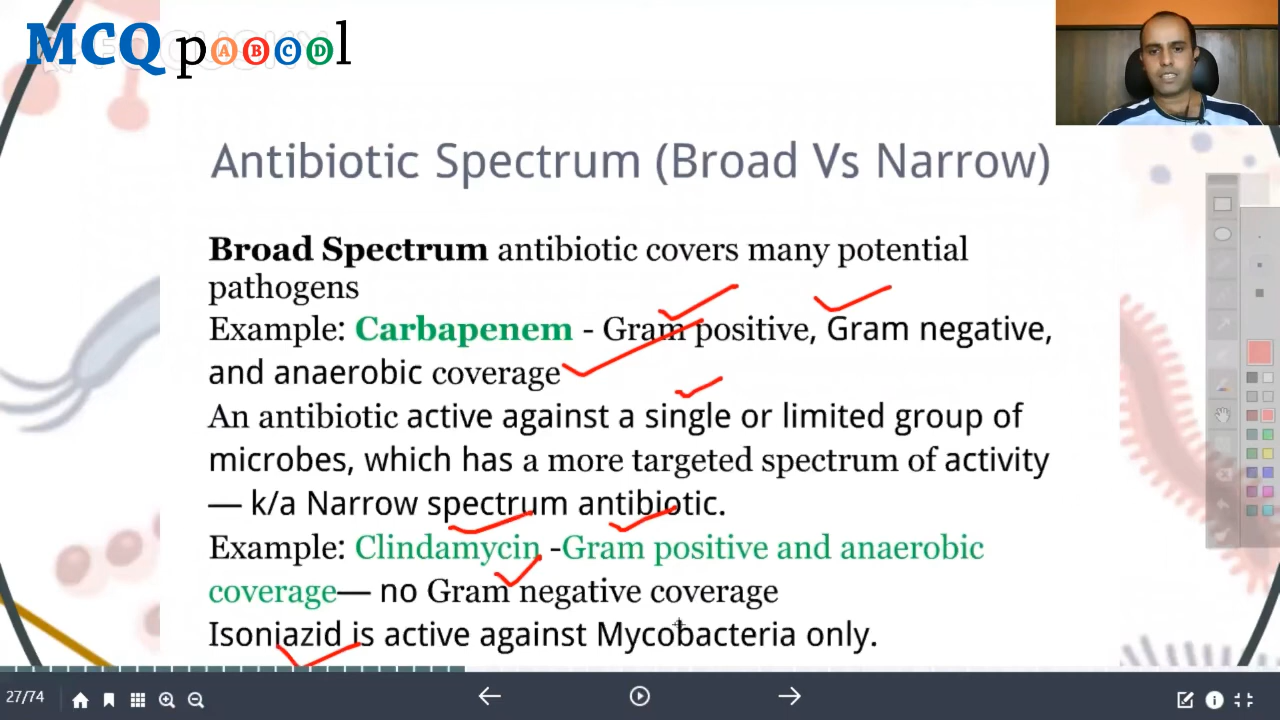 MCQ pABCDl
Antibiotic Spectrum (Broad Vs Narrow)
Broad Spectrum antibiotic covers many potential
pathogens
Example: Carbapenem - Gram positive, Gram negative,
and anaerobic coverage
An antibiotic active against a single or limited group of
microbes, which has a more targeted spectrum of activity
— k/a Narrow spectrum antibiotic.
Example: Clindamycin -Gram positive and anaerobic
coverage— no Gram negative coverage
Isoniazid is active against Mycobacteria only.
27/74